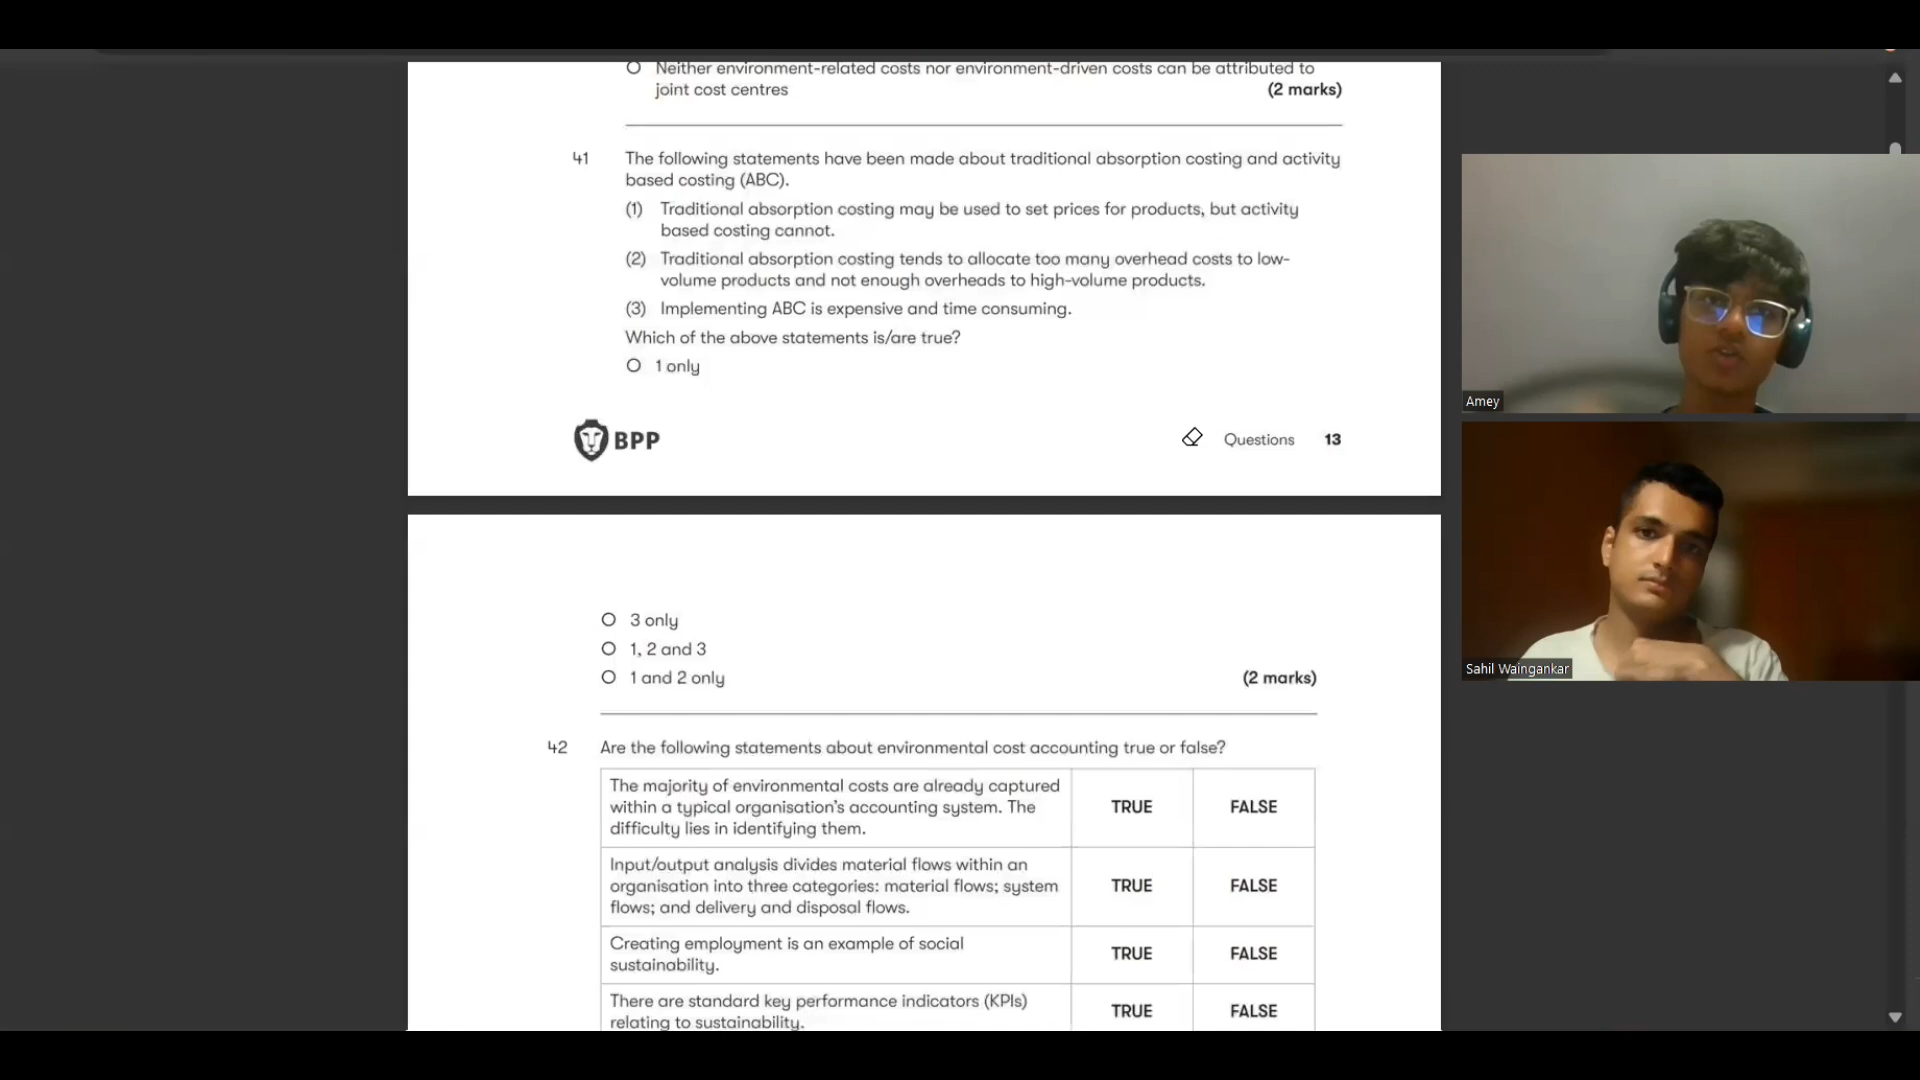 Neither environment-related costs nor environment-driven costs can be attributed to
joint cost centres (2 marks)
41 The following statements have been made about traditional absorption costing and activity
based costing (ABC).
(1) Traditional absorption costing may be used to set prices for products, but activity
based costing cannot.
(2) Traditional absorption costing tends to allocate too many overhead costs to low-
volume products and not enough overheads to high-volume products.
(3) Implementing ABC is expensive and time consuming.
Which of the above statements is/are true?
1 only
BPP Questions 13
3 only
1, 2 and 3
1 and 2 only (2 marks)
42 Are the following statements about environmental cost accounting true or false?
The majority of environmental costs are already captured
within a typical organisation's accounting system. The
difficulty lies in identifying them.
TRUE FALSE
Input/output analysis divides material flows within an
organisation into three categories: material flows; system
flows; and delivery and disposal flows.
TRUE FALSE
Creating employment is an example of social
sustainability.
TRUE FALSE
There are standard key performance indicators (KPIs)
relating to sustainability.
TRUE FALSE
Amey
Sahil Waingankar